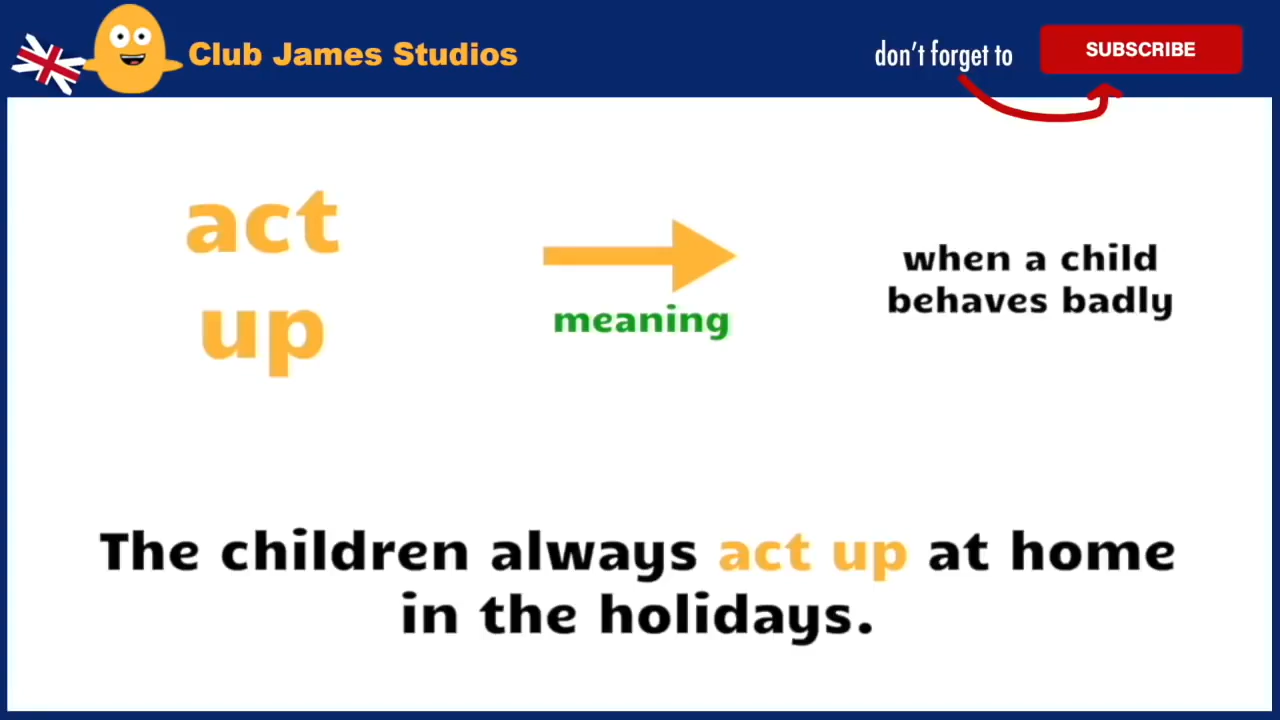 Club James Studios
don't forget to
SUBSCRIBE
act
up
meaning
when a child
behaves badly
The children always act up at home
in the holidays.